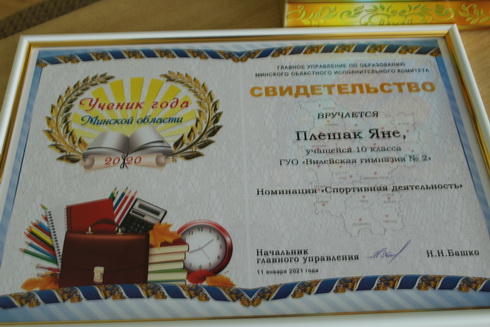 Ученик года
Минской области
2020
ГЛАВНОЕ УПРАВЛЕНИЕ ПО ОБРАЗОВАНИЮ
МИНСКОГО ОБЛАСТНОГО ИСПОЛНИТЕЛЬНОГО КОМИТЕТА
СВИДЕТЕЛЬСТВО
ВРУЧАЕТСЯ
Плешак Яне,
учащейся 10 класса
ГУО «Вилейская гимназия № 2»
Номинация «Спортивная деятельность»
Начальник
главного управления Н.Н.Башко
11 января 2021 года